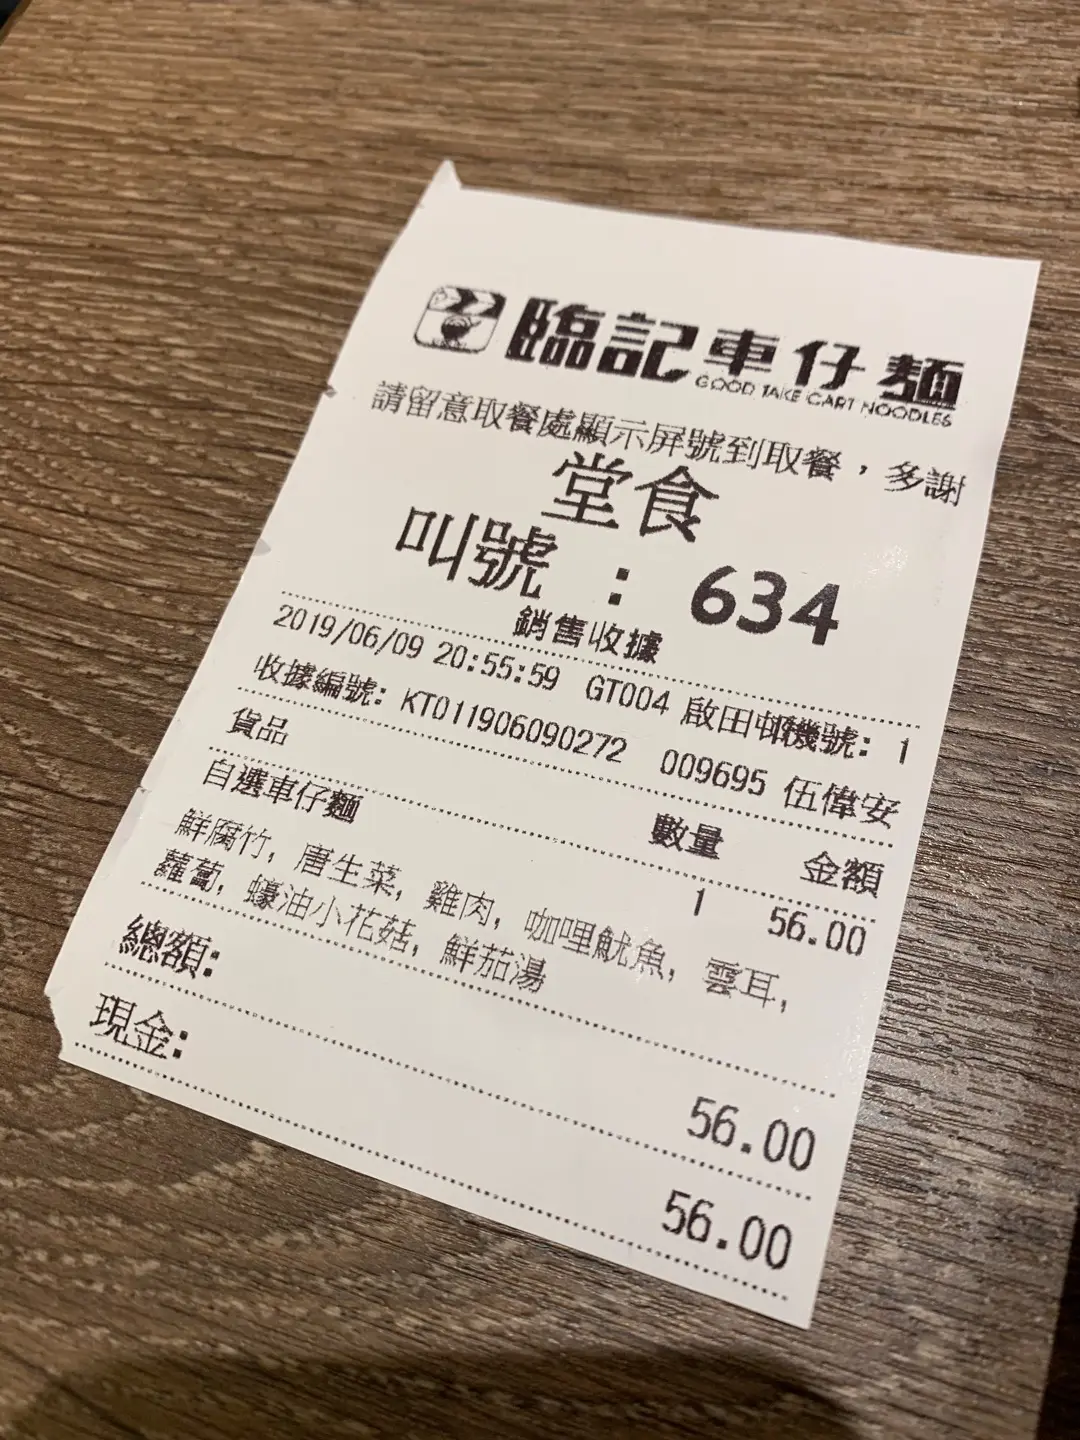 臨記車仔麵
GOOD TAKE CART NOODLES
請留意取餐處顯示屏號到取餐，多謝
堂食
叫號 : 634
銷售收據
2019/06/09 20:55:59 GT004 啟田邨機號: 1
收據編號: KT011906090272 009695 伍偉安
貨品 數量 金額
自選車仔麵 1 56.00
鮮腐竹, 唐生菜, 雞肉, 咖哩魷魚, 雲耳,
蘿蔔, 蠔油小花菇, 鮮茄湯
總額: 56.00
現金: 56.00